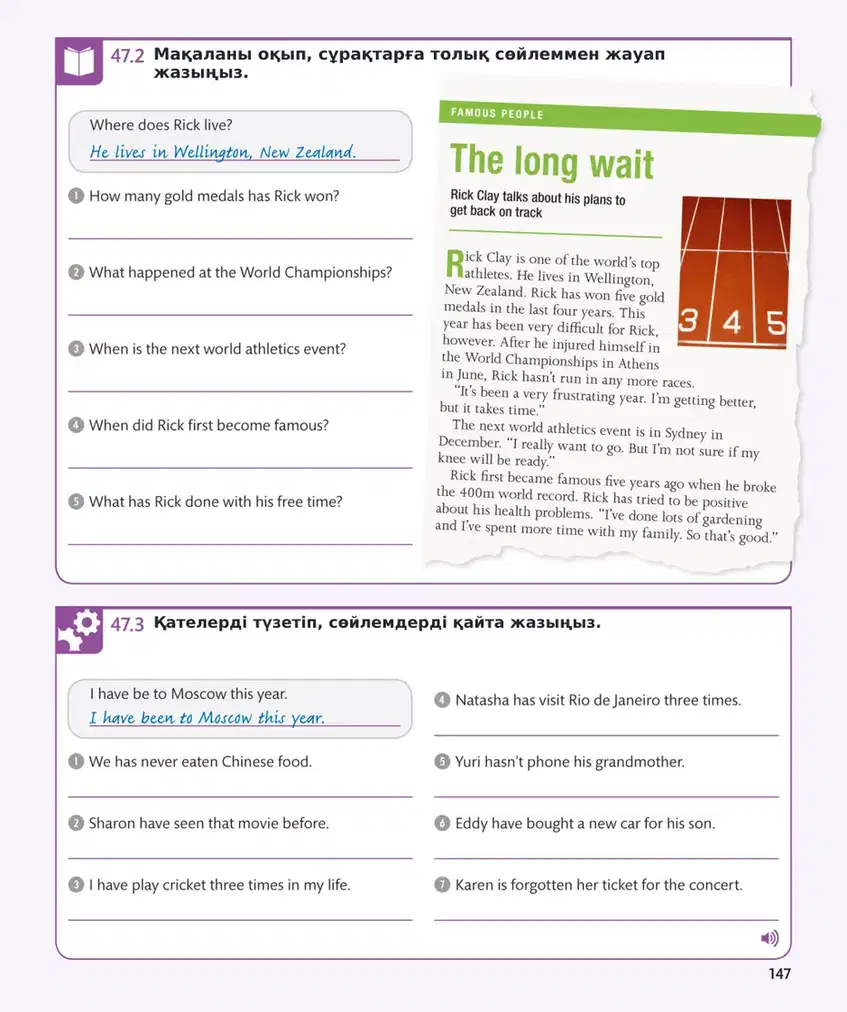 47.2 Мақаланы оқып, сұрақтарға толық сөйлеммен жауап
жазыңыз.
Where does Rick live?
He lives in Wellington, New Zealand.
1 How many gold medals has Rick won?
2 What happened at the World Championships?
3 When is the next world athletics event?
4 When did Rick first become famous?
5 What has Rick done with his free time?
FAMOUS PEOPLE
The long wait
Rick Clay talks about his plans to
get back on track
Rick Clay is one of the world's top
athletes. He lives in Wellington,
New Zealand. Rick has won five gold
medals in the last four years. This
year has been very difficult for Rick,
however. After he injured himself in
the World Championships in Athens
in June, Rick hasn't run in any more races.
"It's been a very frustrating year. I'm getting better,
but it takes time."
The next world athletics event is in Sydney in
December. "I really want to go. But I'm not sure if my
knee will be ready."
Rick first became famous five years ago when he broke
the 400m world record. Rick has tried to be positive
about his health problems. "I've done lots of gardening
and I've spent more time with my family. So that's good."
3 4 5
47.3 Қателерді түзетіп, сөйлемдерді қайта жазыңыз.
I have be to Moscow this year.
I have been to Moscow this year.
1 We has never eaten Chinese food.
2 Sharon have seen that movie before.
3 I have play cricket three times in my life.
4 Natasha has visit Rio de Janeiro three times.
5 Yuri hasn't phone his grandmother.
6 Eddy have bought a new car for his son.
7 Karen is forgotten her ticket for the concert.
147